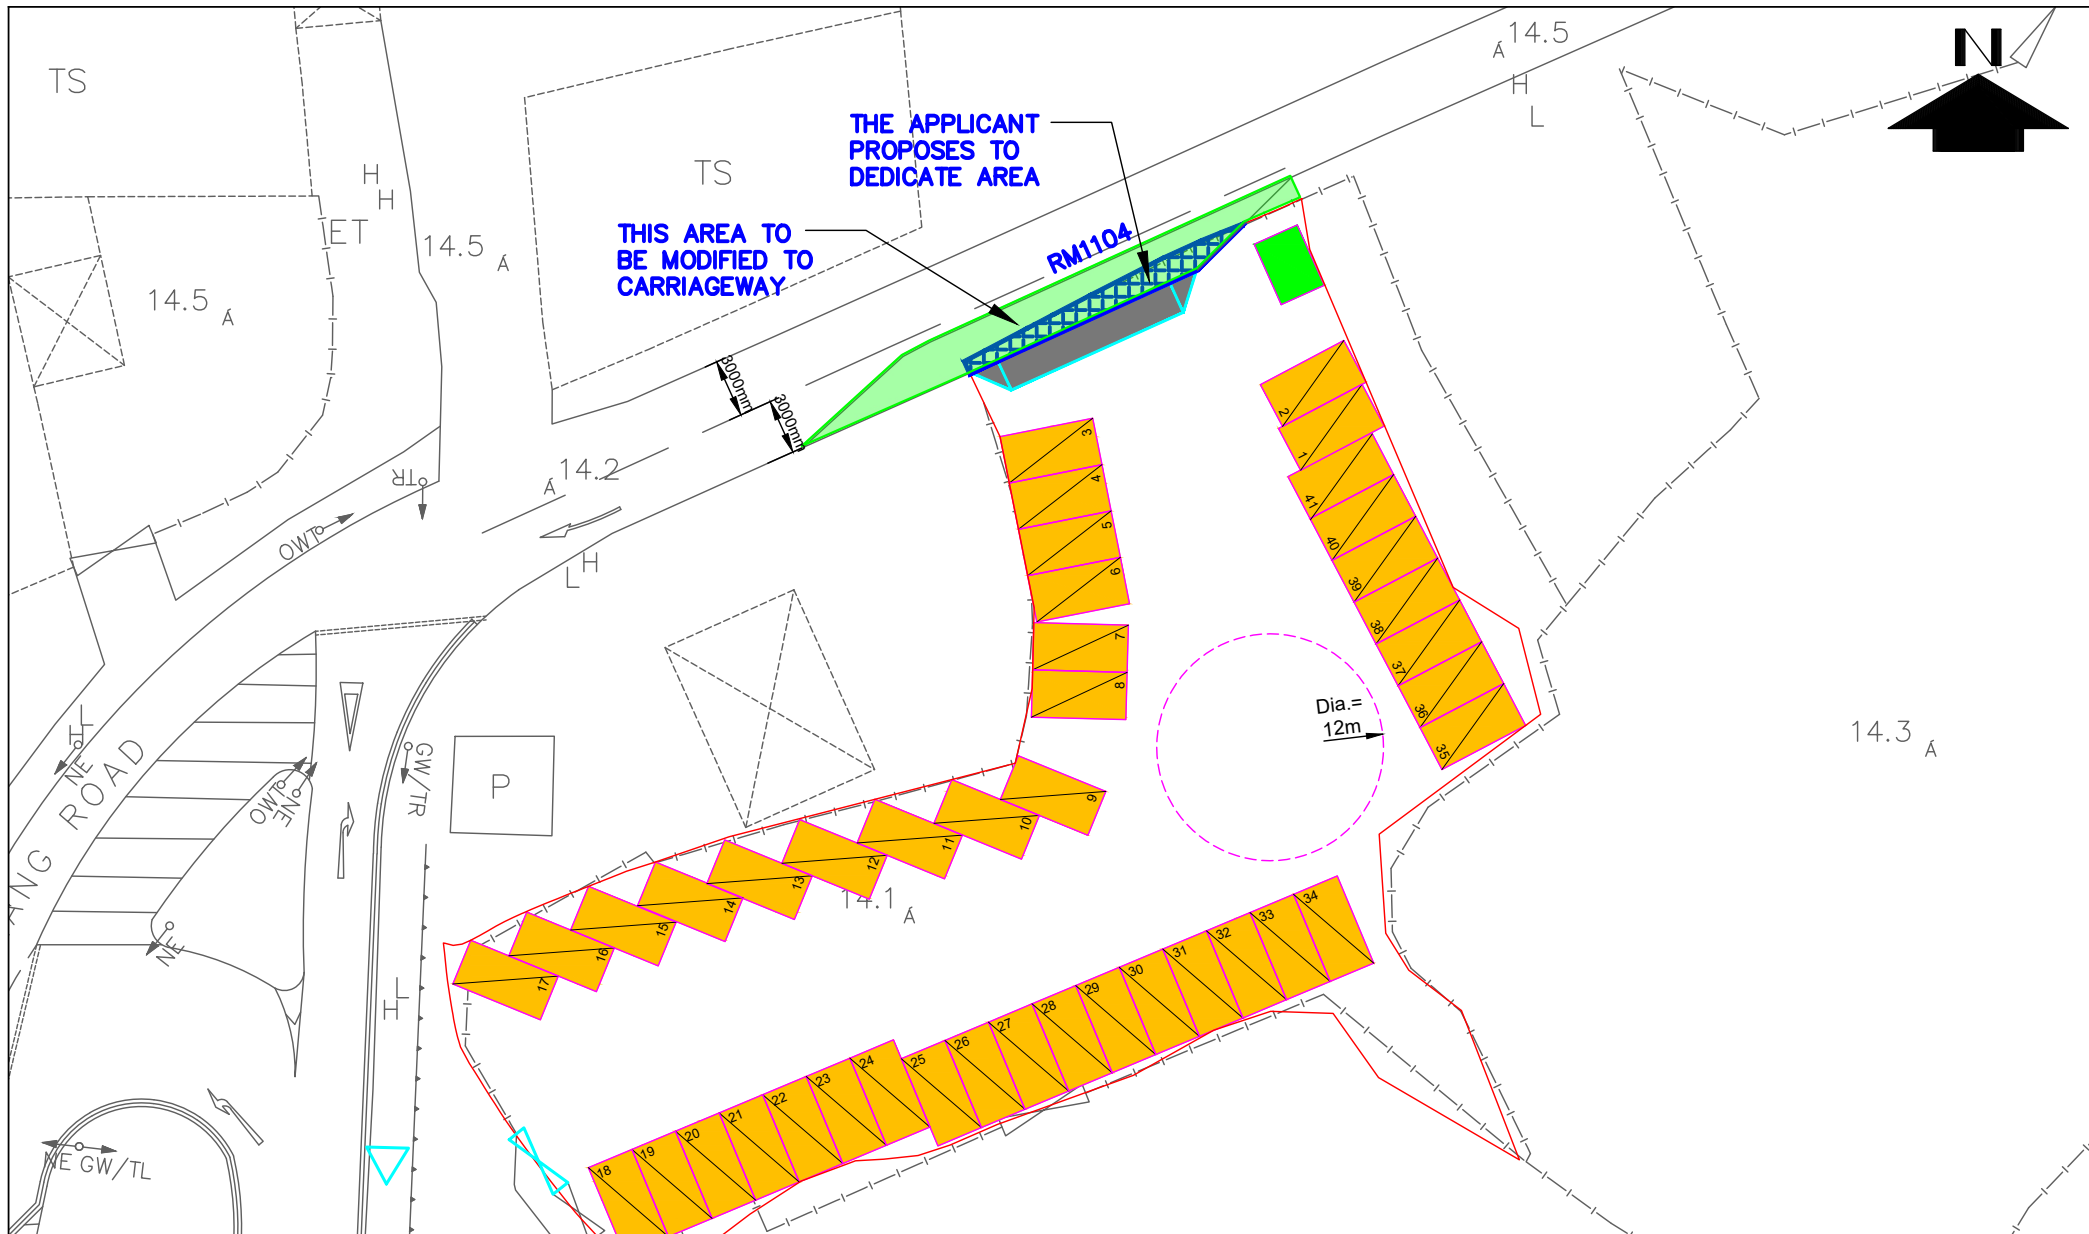 TS
14.5
Á
H
L
N
THE APPLICANT
PROPOSES TO
DEDICATE AREA
TS
H
H
ET
14.5
Á
THIS AREA TO
BE MODIFIED TO
CARRIAGEWAY
RM1104
14.5
Á
3000mm
3000mm
14.2
Á
TR
OWT
H
L
2
1
3
4
5
6
7
8
41
40
39
38
37
36
35
Dia.=
12m
14.3
Á
L
H
NE
ANG ROAD
GW/TR
P
OWT
NE
NE
L
H
9
10
11
12
13
14
15
16
17
14.1
Á
34
33
32
31
30
29
28
27
26
25
24
23
22
21
20
19
18
NE GW/TL